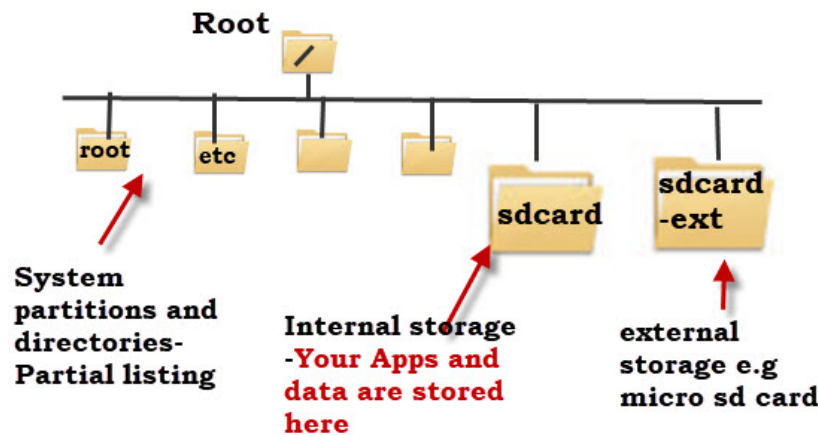 Root
/
root
etc
sdcard
sdcard
-ext
System
partitions and
directories-
Partial listing
Internal storage
-Your Apps and
data are stored
here
external
storage e.g
micro sd card